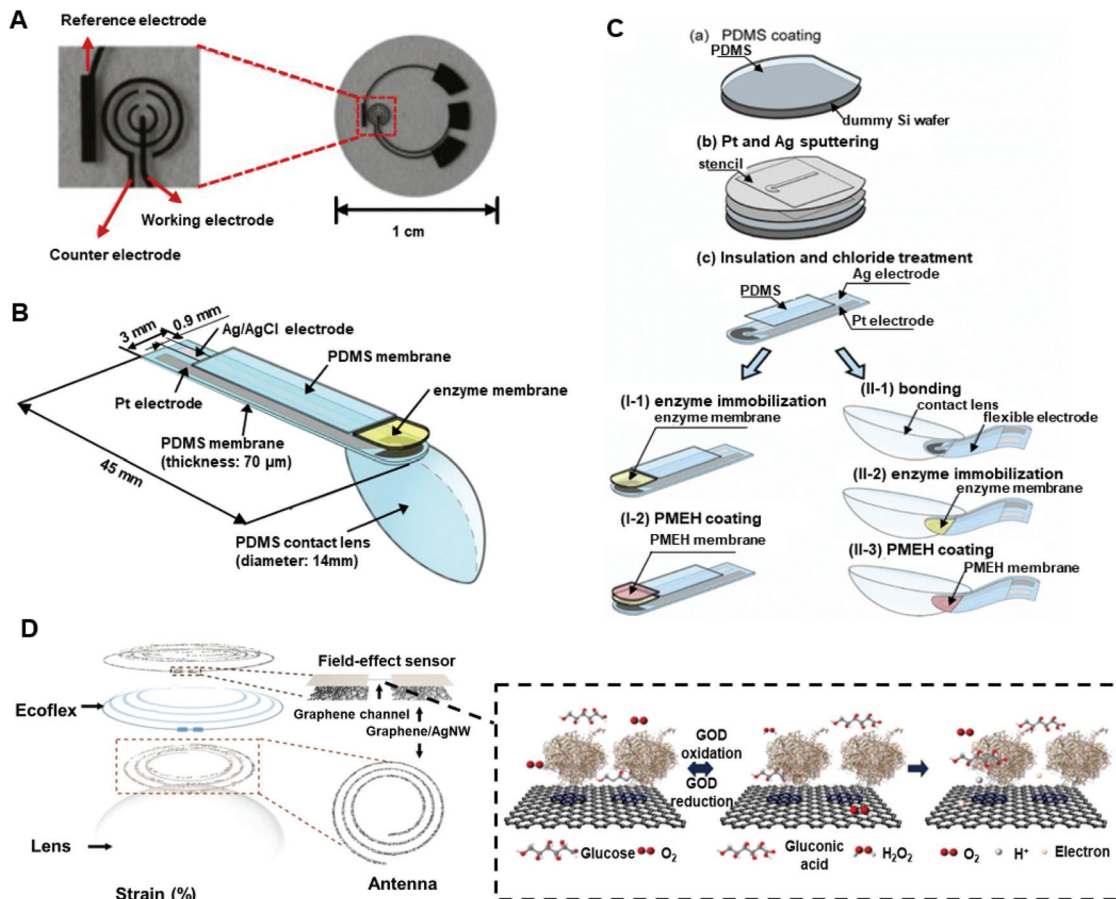 A
Reference electrode
Working electrode
Counter electrode
1 cm
B
3 mm
0.9 mm
Ag/AgCl electrode
PDMS membrane
enzyme membrane
Pt electrode
PDMS membrane
(thickness: 70 µm)
45 mm
PDMS contact lens
(diameter: 14mm)
C
(a) PDMS coating
PDMS
dummy Si wafer
(b) Pt and Ag sputtering
stencil
(c) Insulation and chloride treatment
Ag electrode
PDMS
Pt electrode
(I-1) enzyme immobilization
enzyme membrane
(I-2) PMEH coating
PMEH membrane
(II-1) bonding
contact lens
flexible electrode
(II-2) enzyme immobilization
enzyme membrane
(II-3) PMEH coating
PMEH membrane
D
Field-effect sensor
Ecoflex
Graphene channel
Graphene/AgNW
Lens
Antenna
Strain (%)
GOD
oxidation
GOD
reduction
Glucose O₂
Gluconic
acid
H₂O₂
O₂ H⁺ Electron